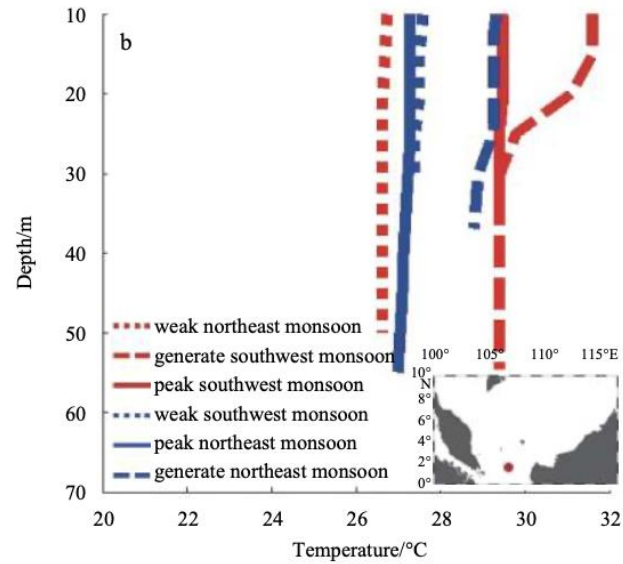 b
10
20
30
40
50
60
70
Depth/m
weak northeast monsoon
generate southwest monsoon
peak southwest monsoon
weak southwest monsoon
peak northeast monsoon
generate northeast monsoon
100° 105° 110° 115°E
10°
N
8°
6°
4°
2°
0°
20 22 24 26 28 30 32
Temperature/°C